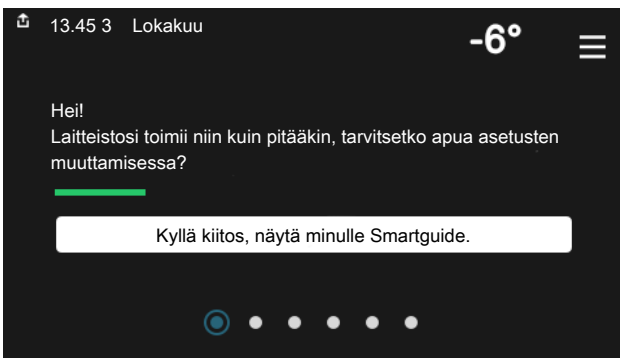 13.45 3 Lokakuu
-6°
Hei!
Laitteistosi toimii niin kuin pitääkin, tarvitsetko apua asetusten
muuttamisessa?
Kyllä kiitos, näytä minulle Smartguide.